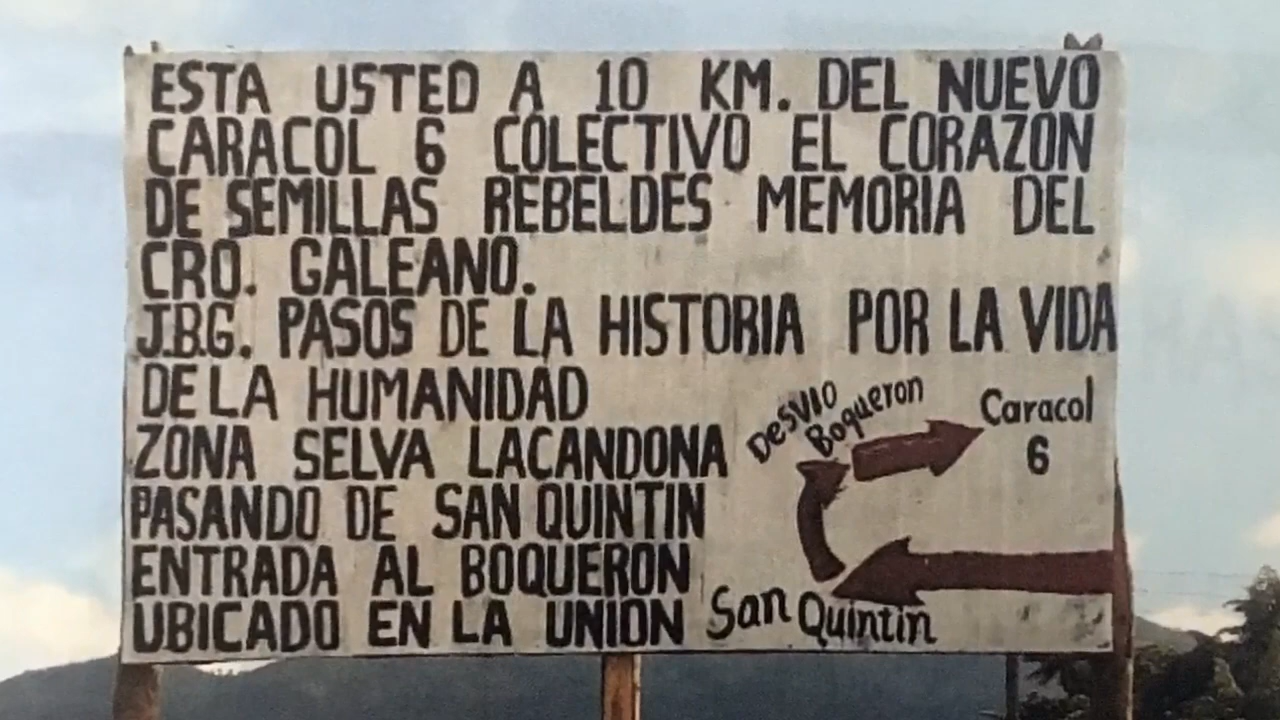 ESTA USTED A 10 KM. DEL NUEVO
CARACOL 6 COLECTIVO EL CORAZON
DE SEMILLAS REBELDES MEMORIA DEL
CRO. GALEANO.
J.B.G. PASOS DE LA HISTORIA POR LA VIDA
DE LA HUMANIDAD
ZONA SELVA LACANDONA
PASANDO DE SAN QUINTIN
ENTRADA AL BOQUERON
UBICADO EN LA UNION
Desvio
Boqueron
Caracol
6
San Quintin